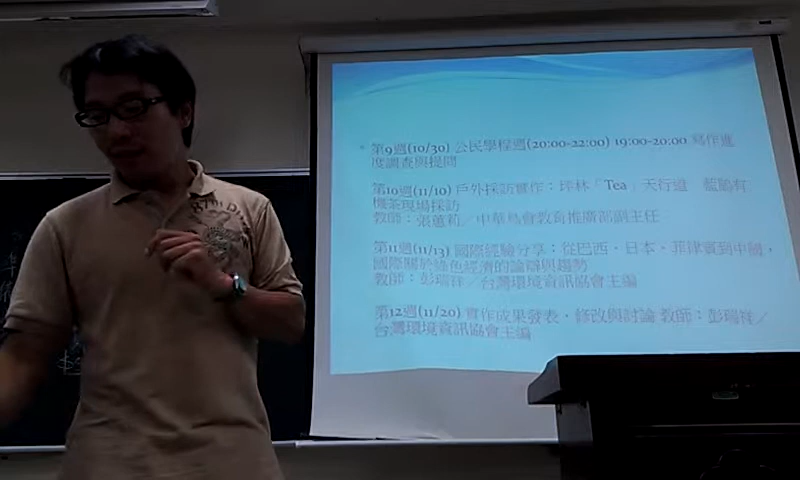 第9週(10/30) 公民學程週(20:00-22:00) 19:00-20:00 寫作進
度調查與提問
第10週(11/10) 戶外採訪實作：坪林「Tea」天行道 藍鵲有
機茶現場採訪
教師：張蕙莉／中華鳥會教育推廣部副主任
第11週(11/13) 國際經驗分享：從巴西、日本、菲律賓到中國，
國際關於綠色經濟的論辯與趨勢
教師：彭瑞祥／台灣環境資訊協會主編
第12週(11/20) 實作成果發表、修改與討論 教師：彭瑞祥／
台灣環境資訊協會主編